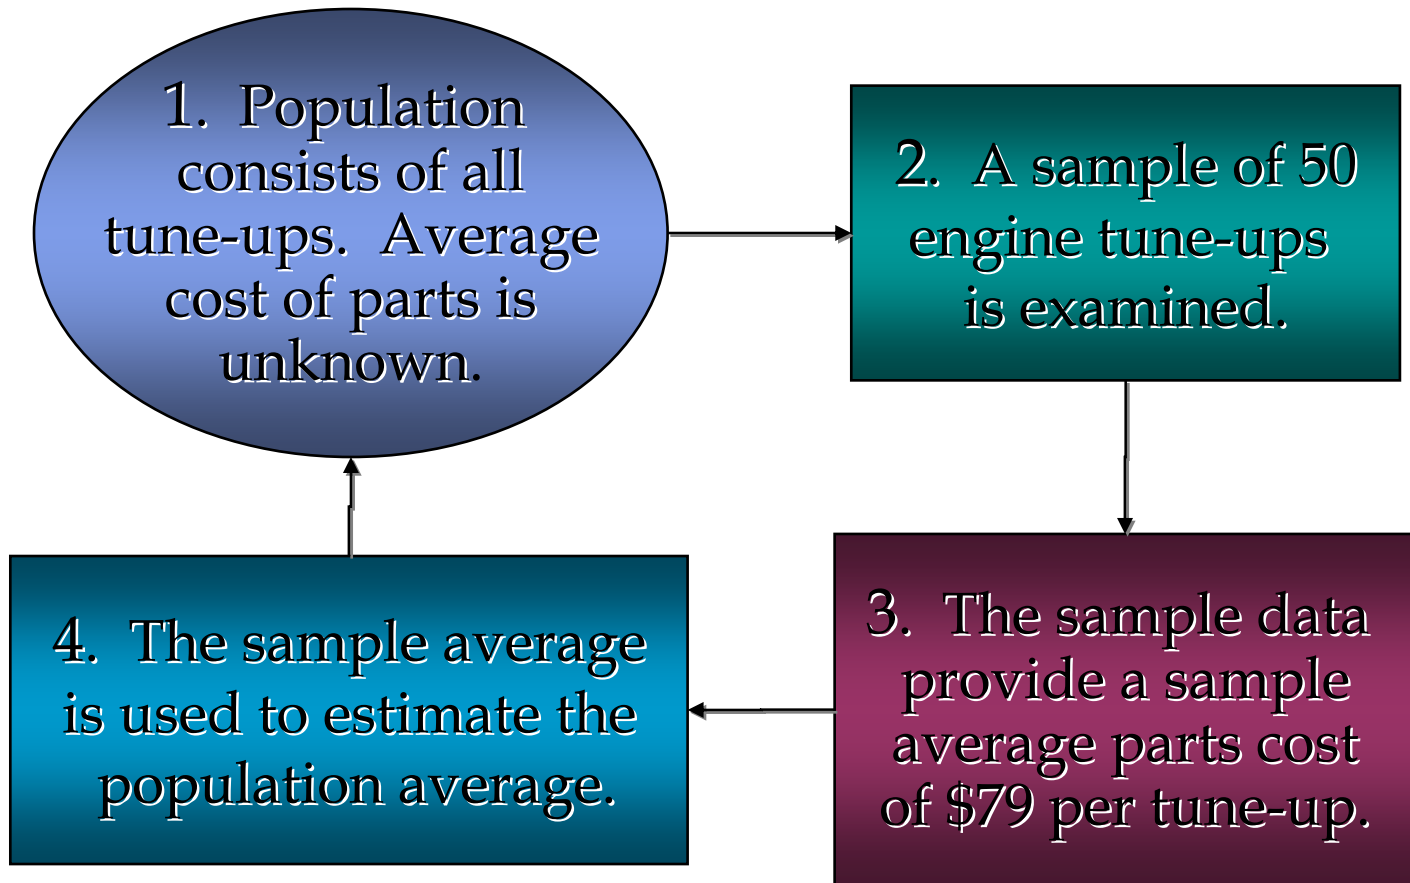 1. Population
consists of all
tune-ups. Average
cost of parts is
unknown.
2. A sample of 50
engine tune-ups
is examined.
3. The sample data
provide a sample
average parts cost
of $79 per tune-up.
4. The sample average
is used to estimate the
population average.